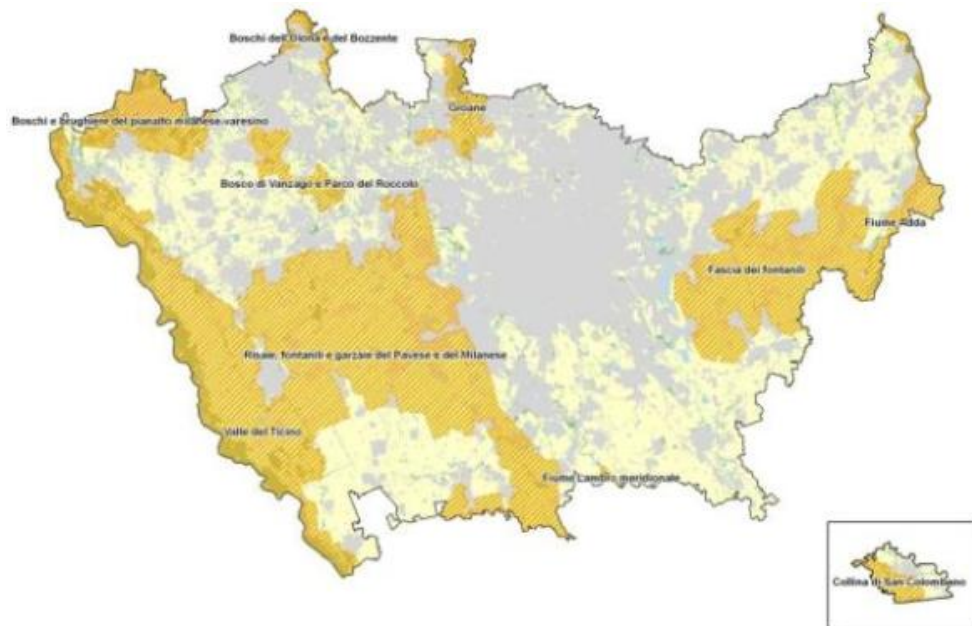 Boschi dell'Olona e del Bozzente
Groane
Boschi e brughiere del pianalto milanese-varesino
Bosco di Vanzago e Parco del Roccolo
Fiume Adda
Fascia dei fontanili
Risaie, fontanili e garzaie del Pavese e del Milanese
Valle del Ticino
Fiume Lambro meridionale
Collina di San Colombano